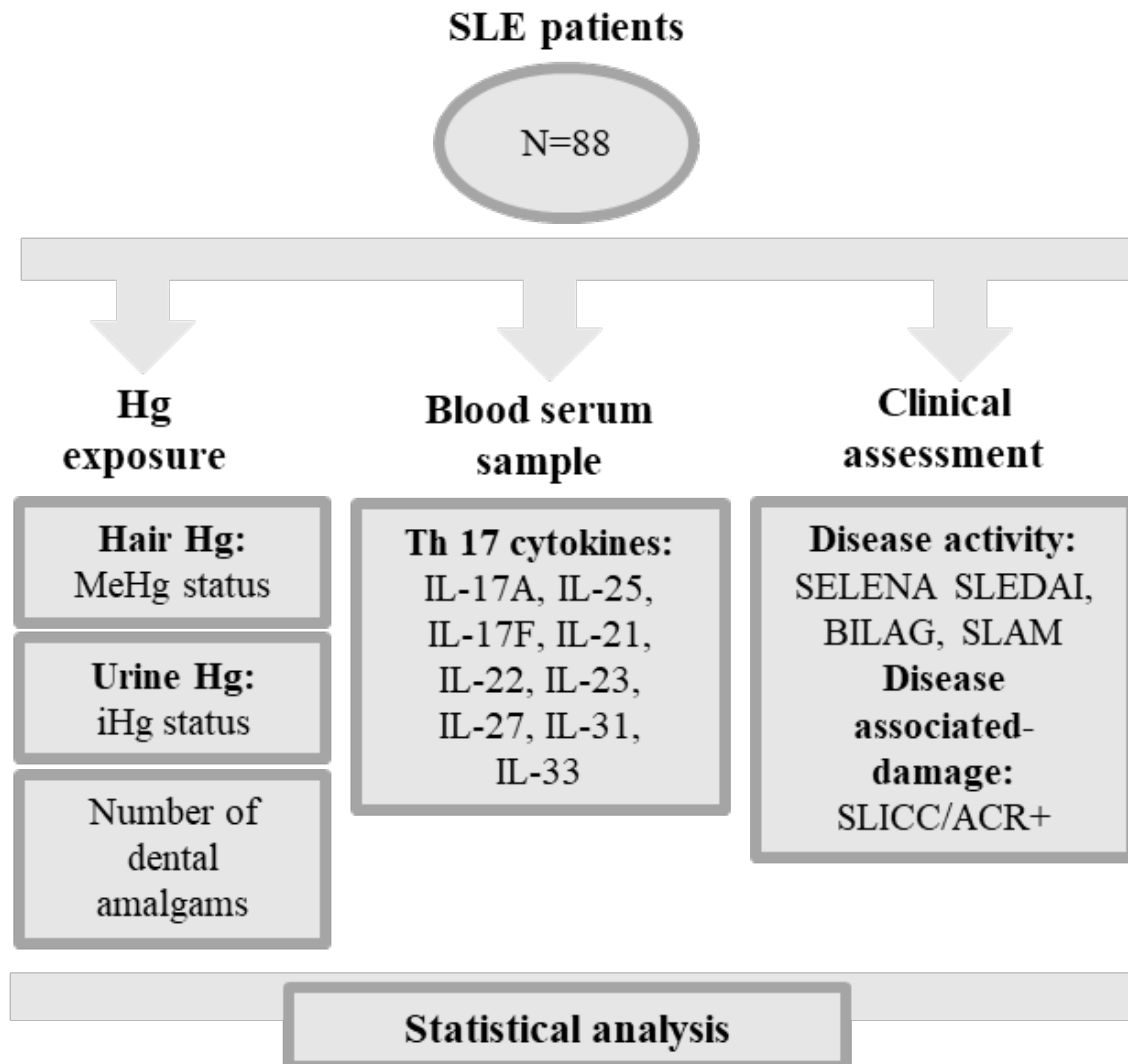 SLE patients
N=88
Hg
exposure
Hair Hg:
MeHg status
Urine Hg:
iHg status
Number of
dental
amalgams
Blood serum
sample
Th 17 cytokines:
IL-17A, IL-25,
IL-17F, IL-21,
IL-22, IL-23,
IL-27, IL-31,
IL-33
Clinical
assessment
Disease activity:
SELENA SLEDAI,
BILAG, SLAM
Disease
associated-
damage:
SLICC/ACR+
Statistical analysis